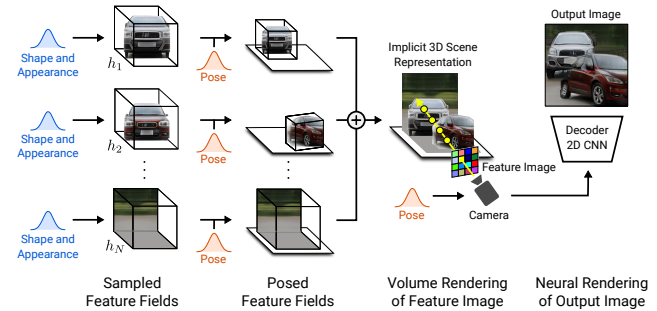 Shape and
Appearance
h1
Pose
Shape and
Appearance
h2
Pose
Shape and
Appearance
hN
Pose
Implicit 3D Scene
Representation
Feature Image
Pose
Camera
Output Image
Decoder
2D CNN
Sampled
Feature Fields
Posed
Feature Fields
Volume Rendering
of Feature Image
Neural Rendering
of Output Image